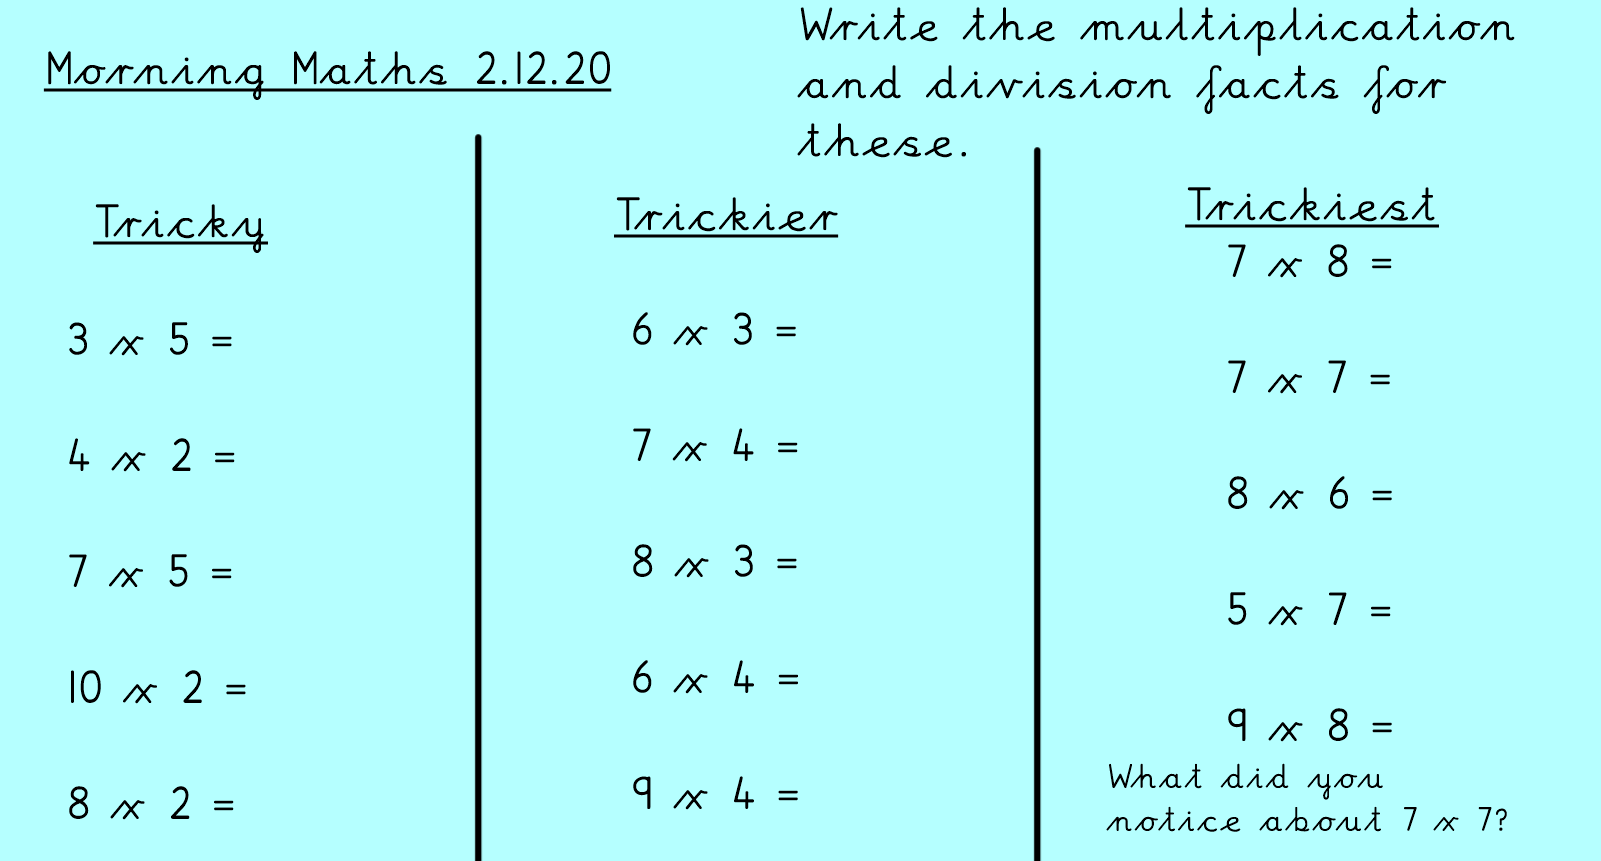 Morning Maths 2.12.20
Write the multiplication
and division facts for
these.
Tricky
3 x 5 =
4 x 2 =
7 x 5 =
10 x 2 =
8 x 2 =
Trickier
6 x 3 =
7 x 4 =
8 x 3 =
6 x 4 =
9 x 4 =
Trickiest
7 x 8 =
7 x 7 =
8 x 6 =
5 x 7 =
9 x 8 =
What did you
notice about 7 x 7?